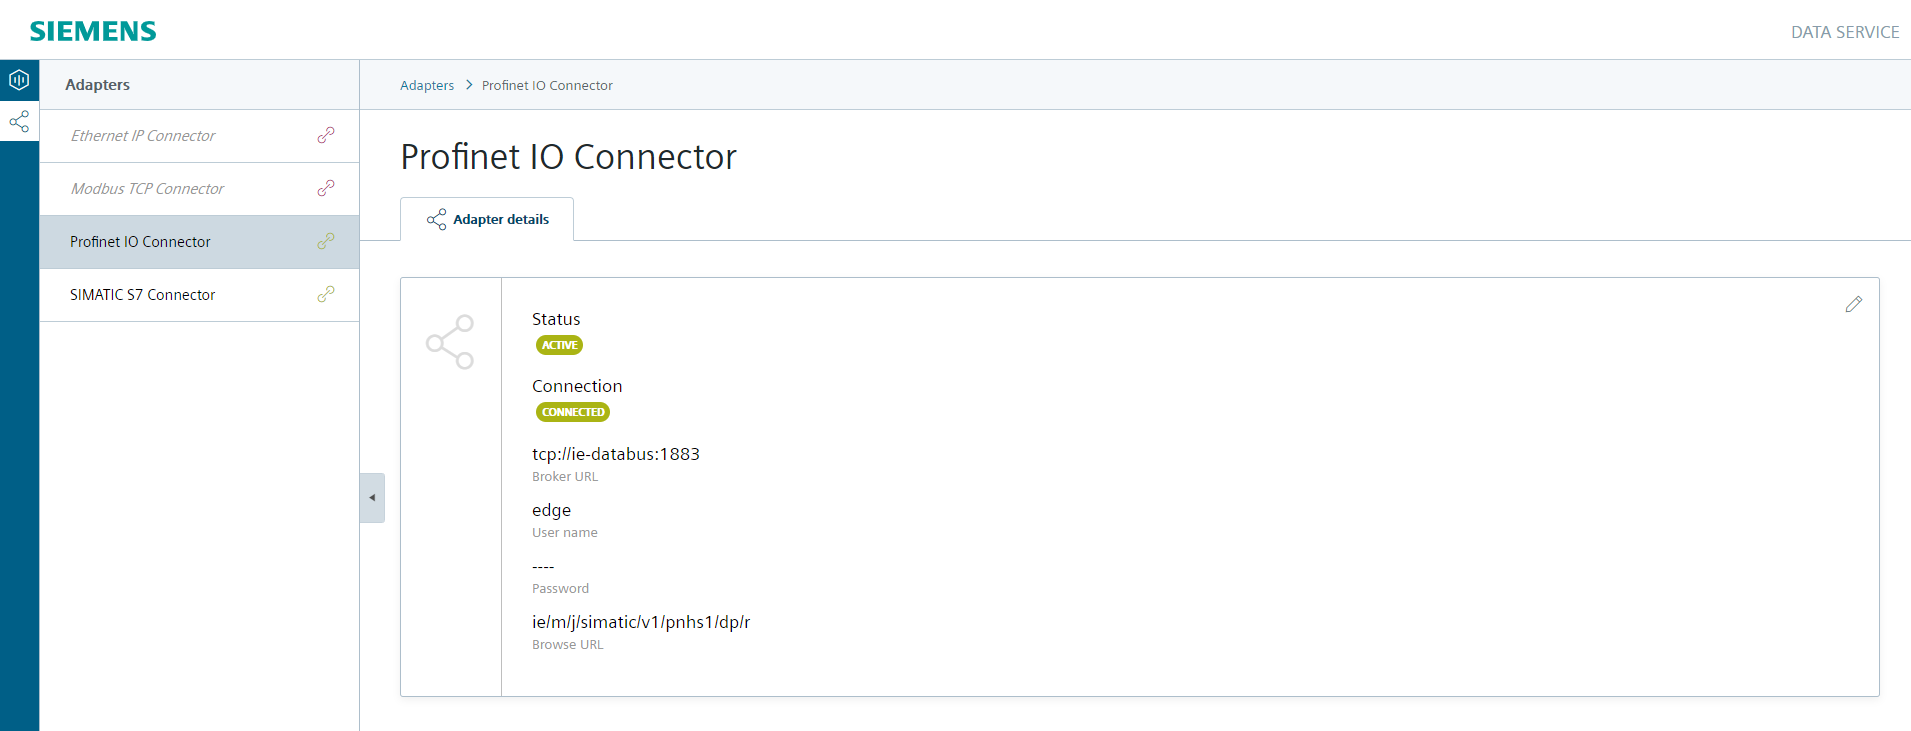 SIEMENS
DATA SERVICE
Adapters
Ethernet IP Connector
Modbus TCP Connector
Profinet IO Connector
SIMATIC S7 Connector
Adapters > Profinet IO Connector
Profinet IO Connector
Adapter details
Status
ACTIVE
Connection
CONNECTED
tcp://ie-databus:1883
Broker URL
edge
User name
----
Password
ie/m/j/simatic/v1/pnhs1/dp/r
Browse URL